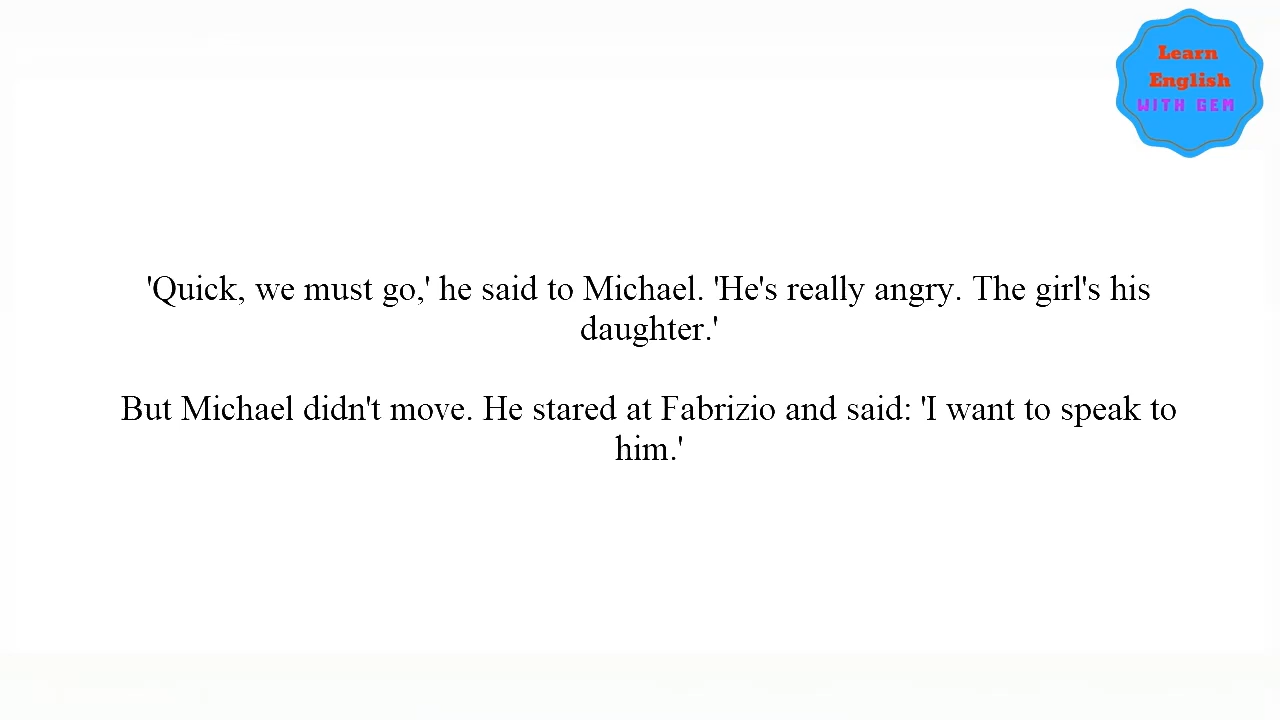 Learn
English
WITH GEM
'Quick, we must go,' he said to Michael. 'He's really angry. The girl's his
daughter.'
But Michael didn't move. He stared at Fabrizio and said: 'I want to speak to
him.'